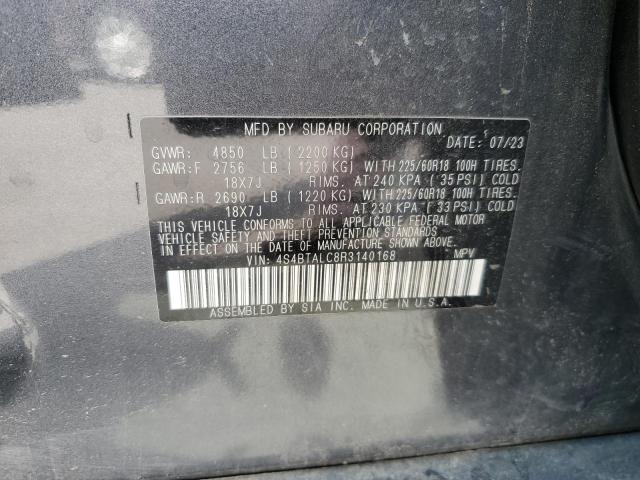 MFD BY SUBARU CORPORATION DATE: 07/23
GVWR: 4850 LB (2200 KG)
GAWR:F 2756 LB (1250 KG) WITH 225/60R18 100H TIRES.
18X7J RIMS. AT 240 KPA (35 PSI) COLD
GAWR:R 2690 LB (1220 KG) WITH 225/60R18 100H TIRES.
18X7J RIMS. AT 230 KPA (33 PSI) COLD
THIS VEHICLE CONFORMS TO ALL APPLICABLE FEDERAL MOTOR
VEHICLE SAFETY AND THEFT PREVENTION STANDARDS
IN EFFECT ON THE DATE OF MANUFACTURE SHOWN ABOVE.
VIN: 4S4BTALC8R3140168 MPV
ASSEMBLED BY SIA INC. MADE IN U.S.A.